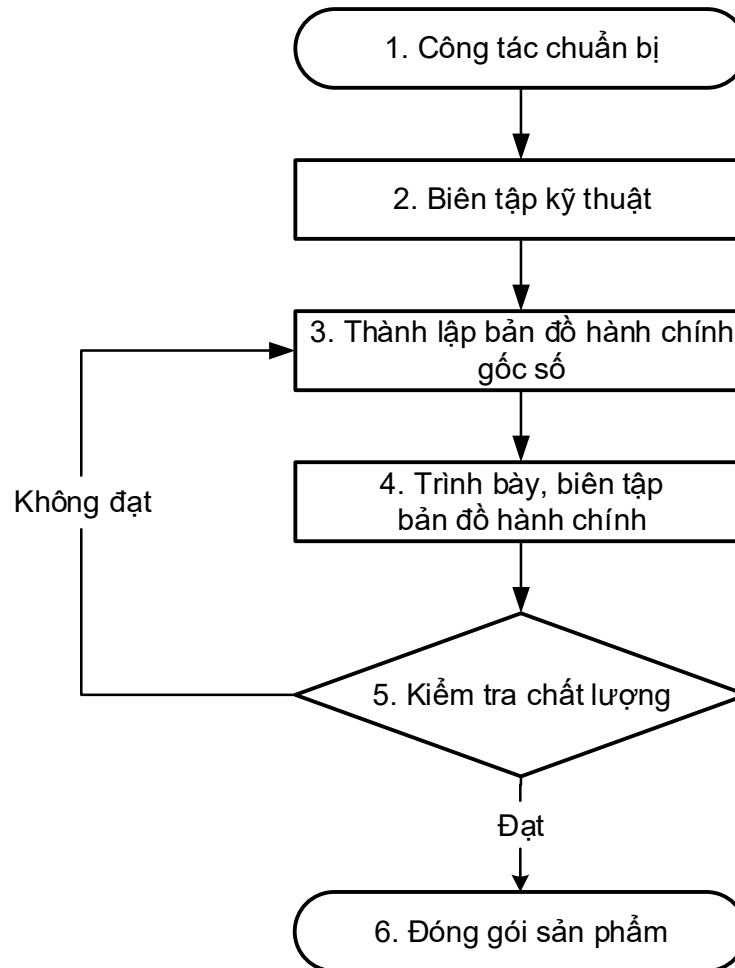 1. Công tác chuẩn bị
2. Biên tập kỹ thuật
3. Thành lập bản đồ hành chính
gốc số
4. Trình bày, biên tập
bản đồ hành chính
Không đạt
5. Kiểm tra chất lượng
Đạt
6. Đóng gói sản phẩm